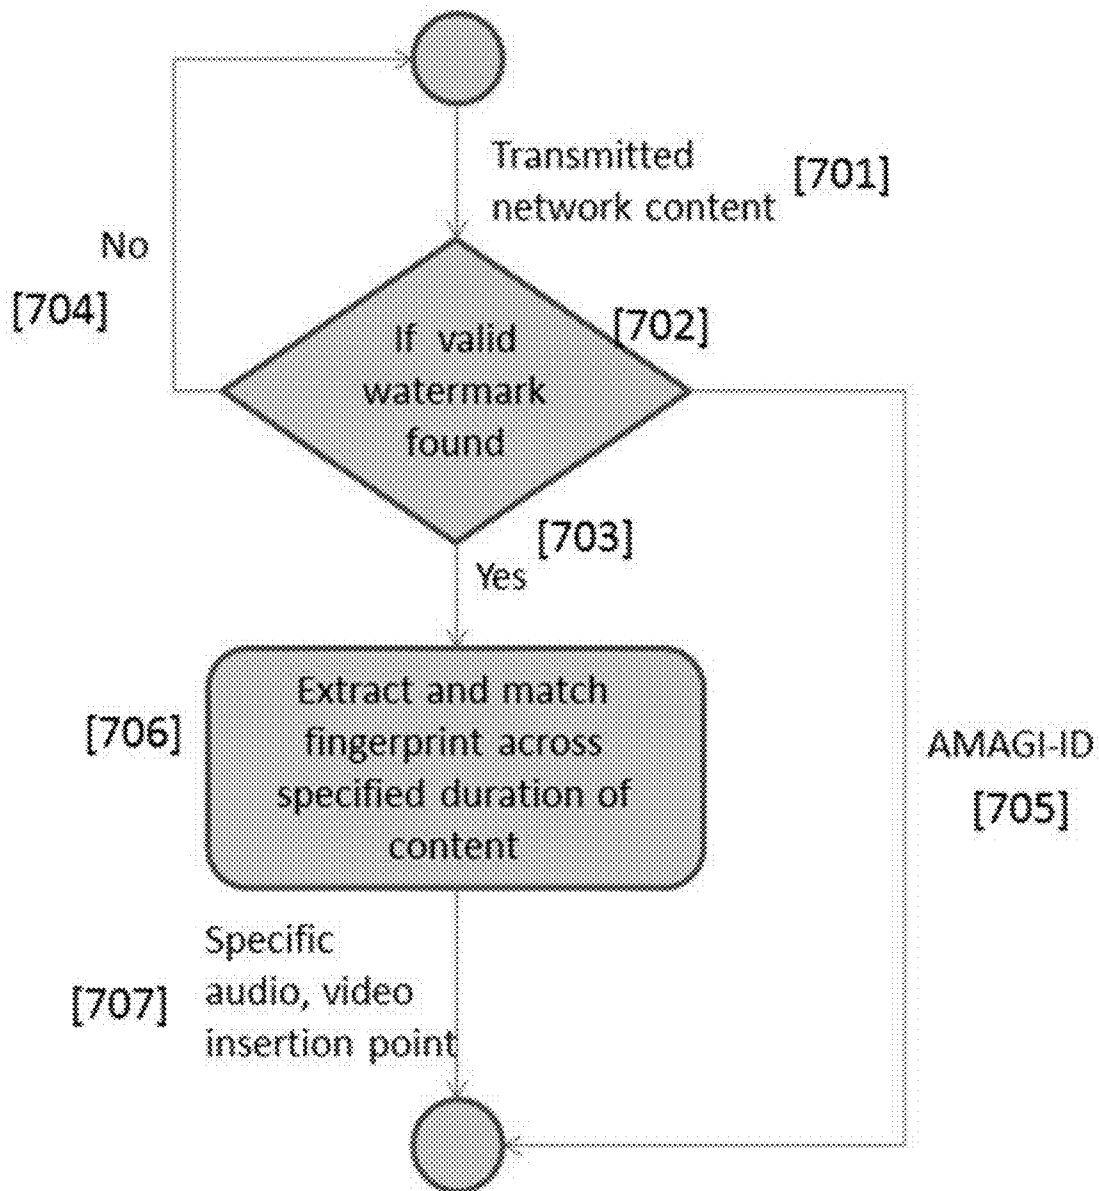 Transmitted
network content
[701]
No
[704]
If valid
watermark
found
[702]
[703]
Yes
Extract and match
fingerprint across
specified duration of
content
[706]
AMAGI-ID
[705]
Specific
audio, video
insertion point
[707]